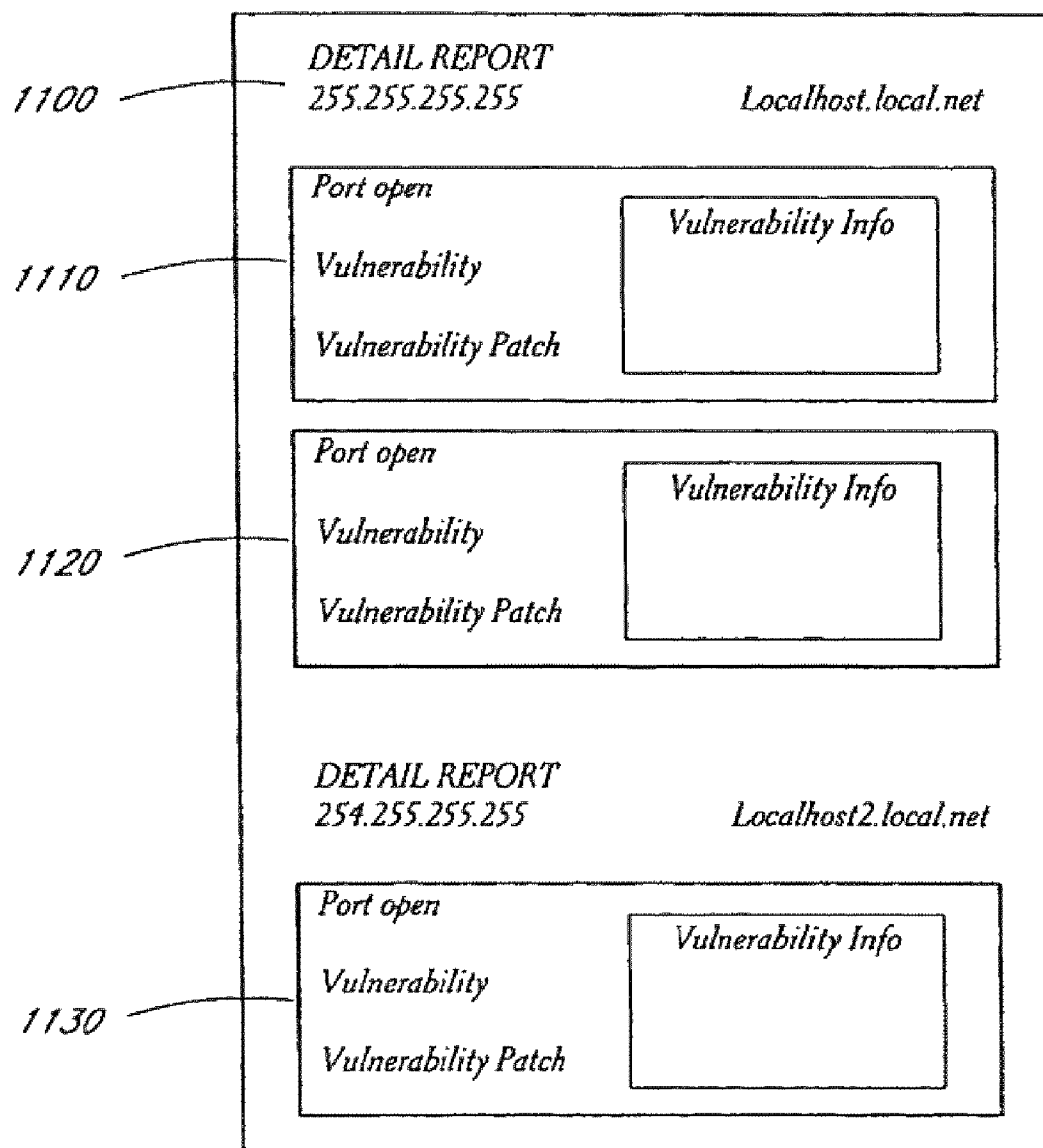 DETAIL REPORT
1100
255.255.255.255 Localhost.local.net
Port open
Vulnerability Info
1110
Vulnerability
Vulnerability Patch
Port open
Vulnerability Info
1120
Vulnerability
Vulnerability Patch
DETAIL REPORT
254.255.255.255 Localhost2.local.net
Port open
Vulnerability Info
1130
Vulnerability
Vulnerability Patch